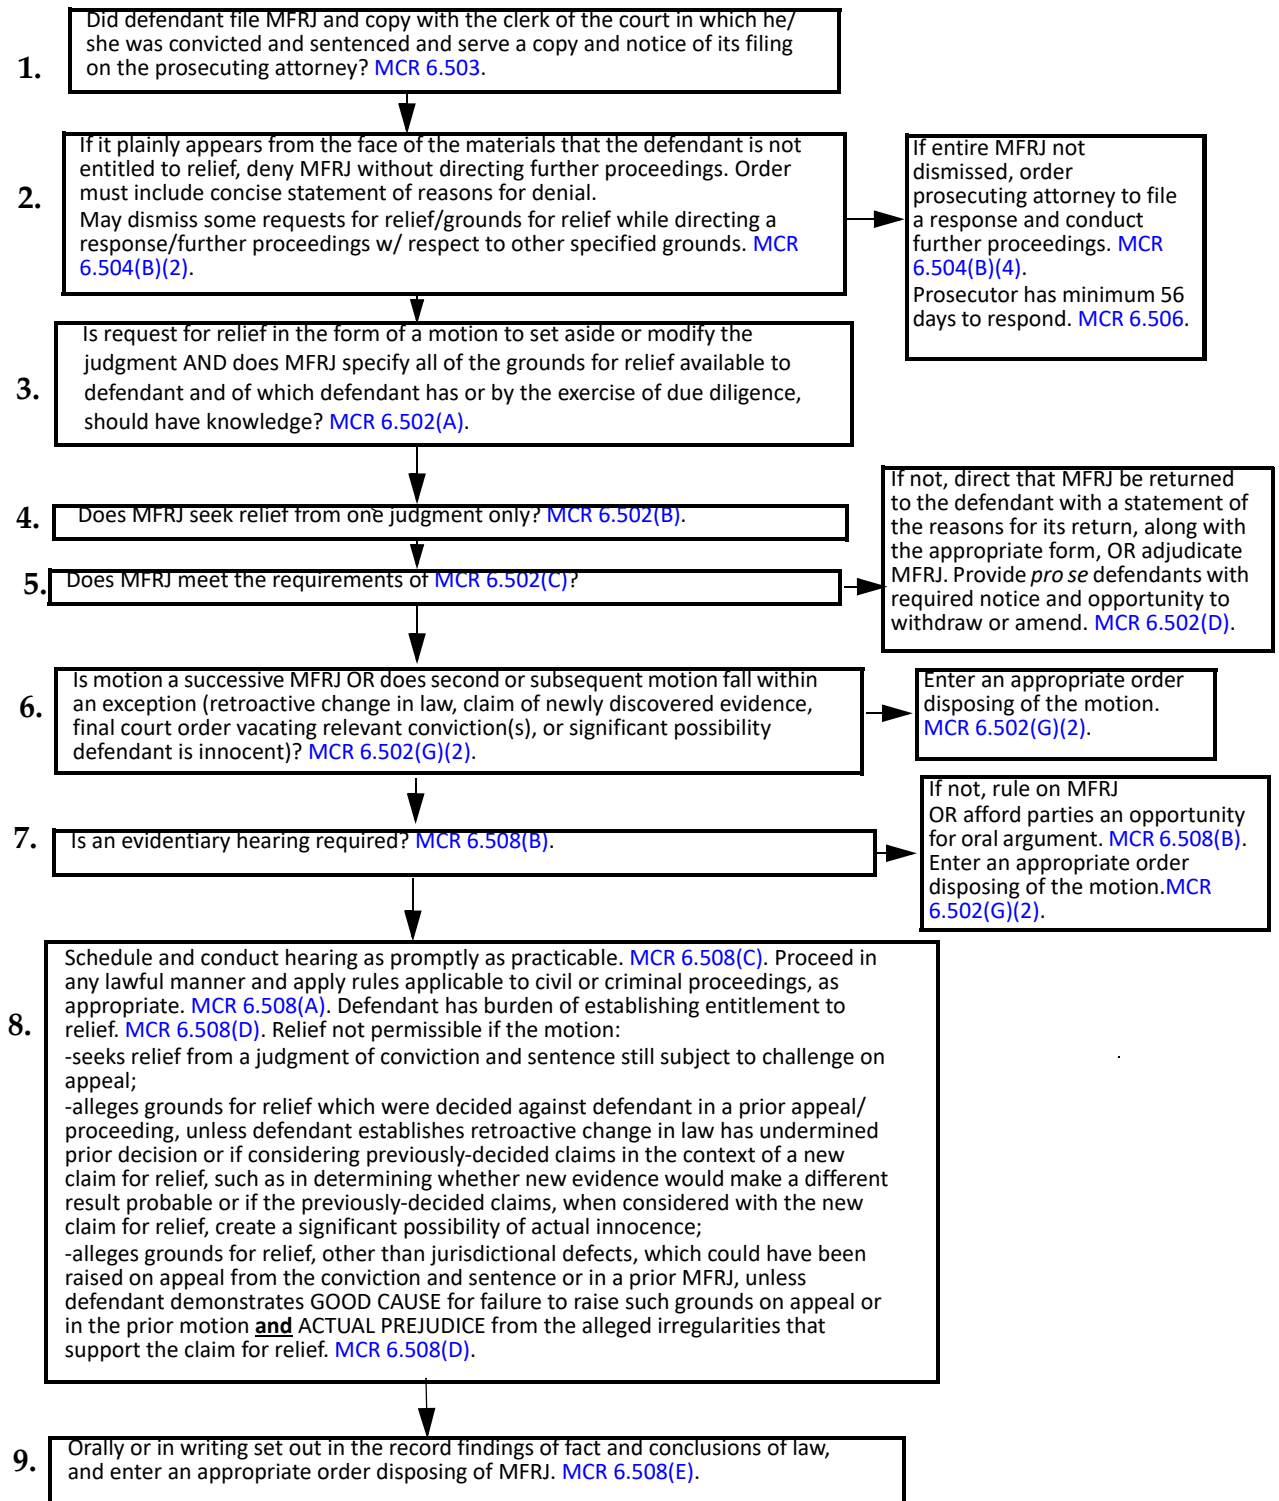 1.
Did defendant file MFRJ and copy with the clerk of the court in which he/
she was convicted and sentenced and serve a copy and notice of its filing
on the prosecuting attorney? MCR 6.503.
2.
If it plainly appears from the face of the materials that the defendant is not
entitled to relief, deny MFRJ without directing further proceedings. Order
must include concise statement of reasons for denial.
May dismiss some requests for relief/grounds for relief while directing a
response/further proceedings w/ respect to other specified grounds. MCR
6.504(B)(2).
If entire MFRJ not
dismissed, order
prosecuting attorney to file
a response and conduct
further proceedings. MCR
6.504(B)(4).
Prosecutor has minimum 56
days to respond. MCR 6.506.
3.
Is request for relief in the form of a motion to set aside or modify the
judgment AND does MFRJ specify all of the grounds for relief available to
defendant and of which defendant has or by the exercise of due diligence,
should have knowledge? MCR 6.502(A).
4.
Does MFRJ seek relief from one judgment only? MCR 6.502(B).
5.
Does MFRJ meet the requirements of MCR 6.502(C)?
If not, direct that MFRJ be returned
to the defendant with a statement of
the reasons for its return, along with
the appropriate form, OR adjudicate
MFRJ. Provide pro se defendants with
required notice and opportunity to
withdraw or amend. MCR 6.502(D).
6.
Is motion a successive MFRJ OR does second or subsequent motion fall within
an exception (retroactive change in law, claim of newly discovered evidence,
final court order vacating relevant conviction(s), or significant possibility
defendant is innocent)? MCR 6.502(G)(2).
Enter an appropriate order
disposing of the motion.
MCR 6.502(G)(2).
7.
Is an evidentiary hearing required? MCR 6.508(B).
If not, rule on MFRJ
OR afford parties an opportunity
for oral argument. MCR 6.508(B).
Enter an appropriate order
disposing of the motion.MCR
6.502(G)(2).
8.
Schedule and conduct hearing as promptly as practicable. MCR 6.508(C). Proceed in
any lawful manner and apply rules applicable to civil or criminal proceedings, as
appropriate. MCR 6.508(A). Defendant has burden of establishing entitlement to
relief. MCR 6.508(D). Relief not permissible if the motion:
-seeks relief from a judgment of conviction and sentence still subject to challenge on
appeal;
-alleges grounds for relief which were decided against defendant in a prior appeal/
proceeding, unless defendant establishes retroactive change in law has undermined
prior decision or if considering previously-decided claims in the context of a new
claim for relief, such as in determining whether new evidence would make a different
result probable or if the previously-decided claims, when considered with the new
claim for relief, create a significant possibility of actual innocence;
-alleges grounds for relief, other than jurisdictional defects, which could have been
raised on appeal from the conviction and sentence or in a prior MFRJ, unless
defendant demonstrates GOOD CAUSE for failure to raise such grounds on appeal or
in the prior motion and ACTUAL PREJUDICE from the alleged irregularities that
support the claim for relief. MCR 6.508(D).
9.
Orally or in writing set out in the record findings of fact and conclusions of law,
and enter an appropriate order disposing of MFRJ. MCR 6.508(E).